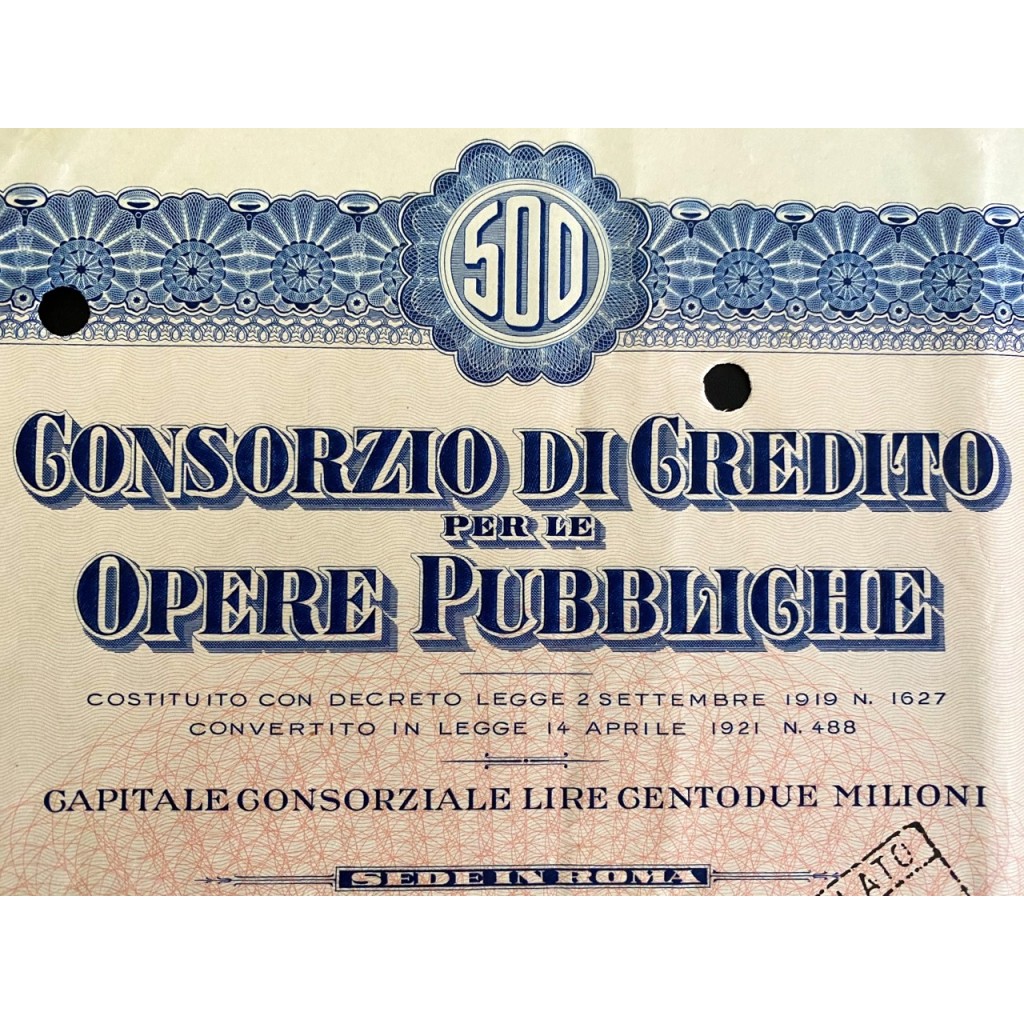 500
CONSORZIO DI CREDITO
PER LE
OPERE PUBBLICHE
COSTITUITO CON DECRETO LEGGE 2 SETTEMBRE 1919 N. 1627
CONVERTITO IN LEGGE 14 APRILE 1921 N. 488
CAPITALE CONSORZIALE LIRE CENTODUE MILIONI
SEDE IN ROMA